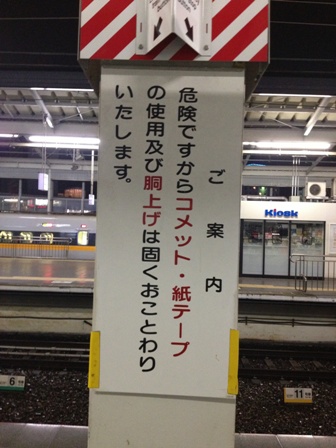 ご案内
危険ですからコメット・紙テープ
の使用及び胴上げは固くおことわり
いたします。
Kiosk
6
11